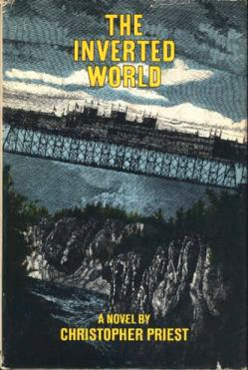 THE
INVERTED
WORLD
A NOVEL BY
CHRISTOPHER PRIEST